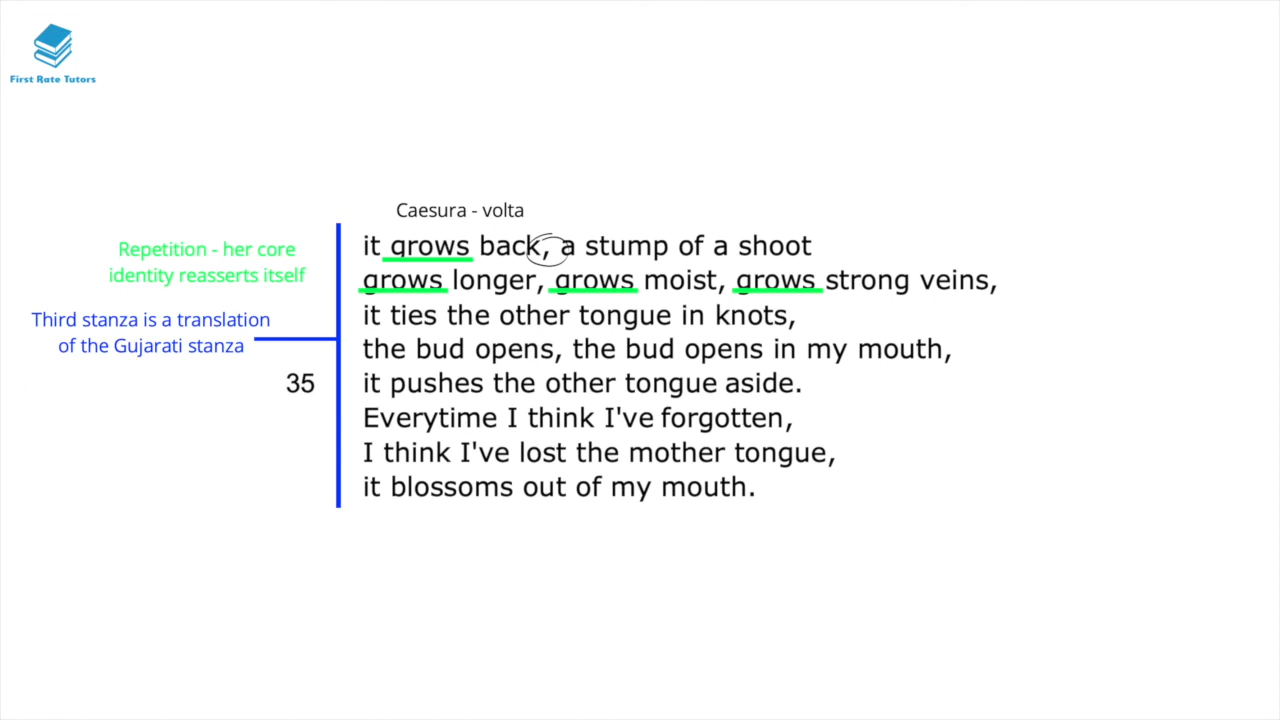 First Rate Tutors
Caesura - volta
Repetition - her core
identity reasserts itself
Third stanza is a translation
of the Gujarati stanza
it grows back, a stump of a shoot
grows longer, grows moist, grows strong veins,
it ties the other tongue in knots,
the bud opens, the bud opens in my mouth,
35 it pushes the other tongue aside.
Everytime I think I've forgotten,
I think I've lost the mother tongue,
it blossoms out of my mouth.